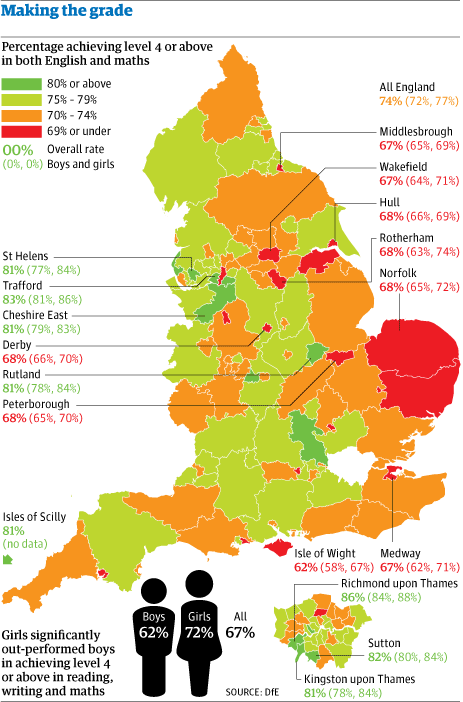 Making the grade
Percentage achieving level 4 or above
in both English and maths
80% or above
75% – 79%
70% – 74%
69% or under
00% Overall rate
(0%, 0%) Boys and girls
All England
74% (72%, 77%)
Middlesbrough
67% (65%, 69%)
Wakefield
67% (64%, 71%)
Hull
68% (66%, 69%)
Rotherham
68% (63%, 74%)
Norfolk
68% (65%, 72%)
St Helens
81% (77%, 84%)
Trafford
83% (81%, 86%)
Cheshire East
81% (79%, 83%)
Derby
68% (66%, 70%)
Rutland
81% (78%, 84%)
Peterborough
68% (65%, 70%)
Isles of Scilly
81%
(no data)
Isle of Wight
62% (58%, 67%)
Medway
67% (62%, 71%)
Richmond upon Thames
86% (84%, 88%)
Sutton
82% (80%, 84%)
Kingston upon Thames
81% (78%, 84%)
Boys
62%
Girls
72%
All
67%
Girls significantly
out-performed boys
in achieving level 4
or above in reading,
writing and maths
SOURCE: DfE